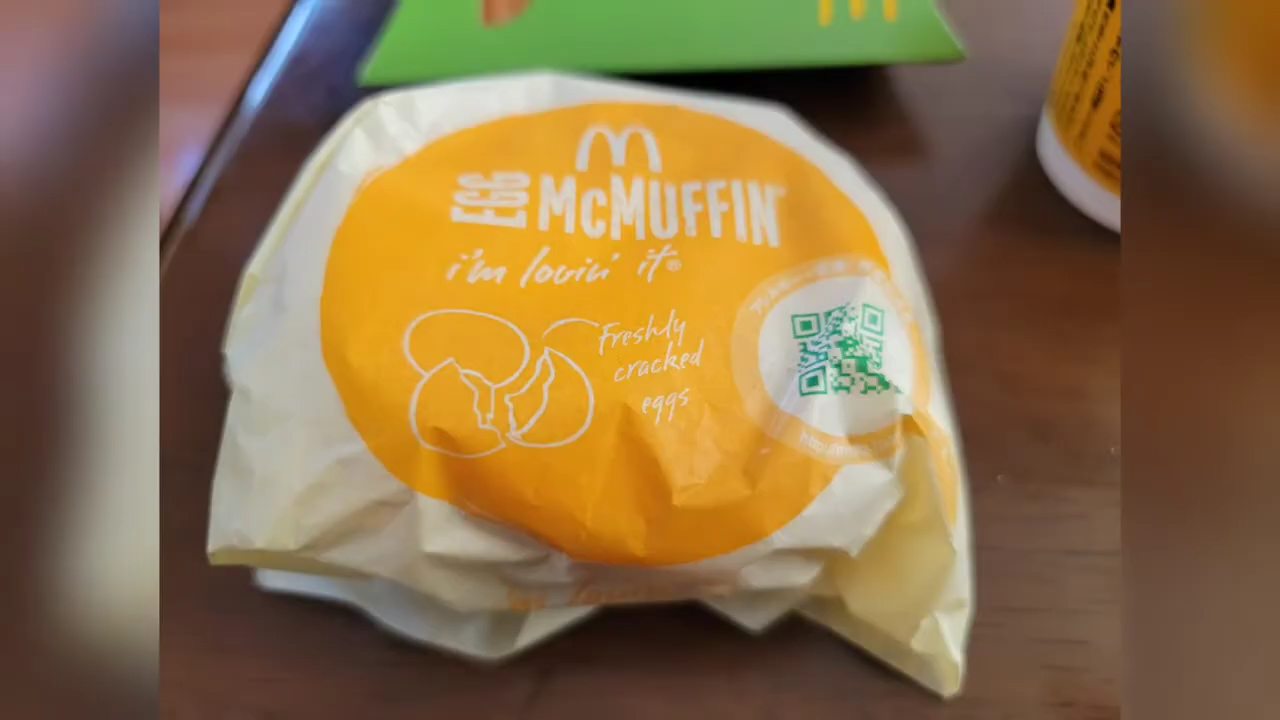 EGG McMUFFIN
i'm lovin' it®
Freshly
cracked
eggs